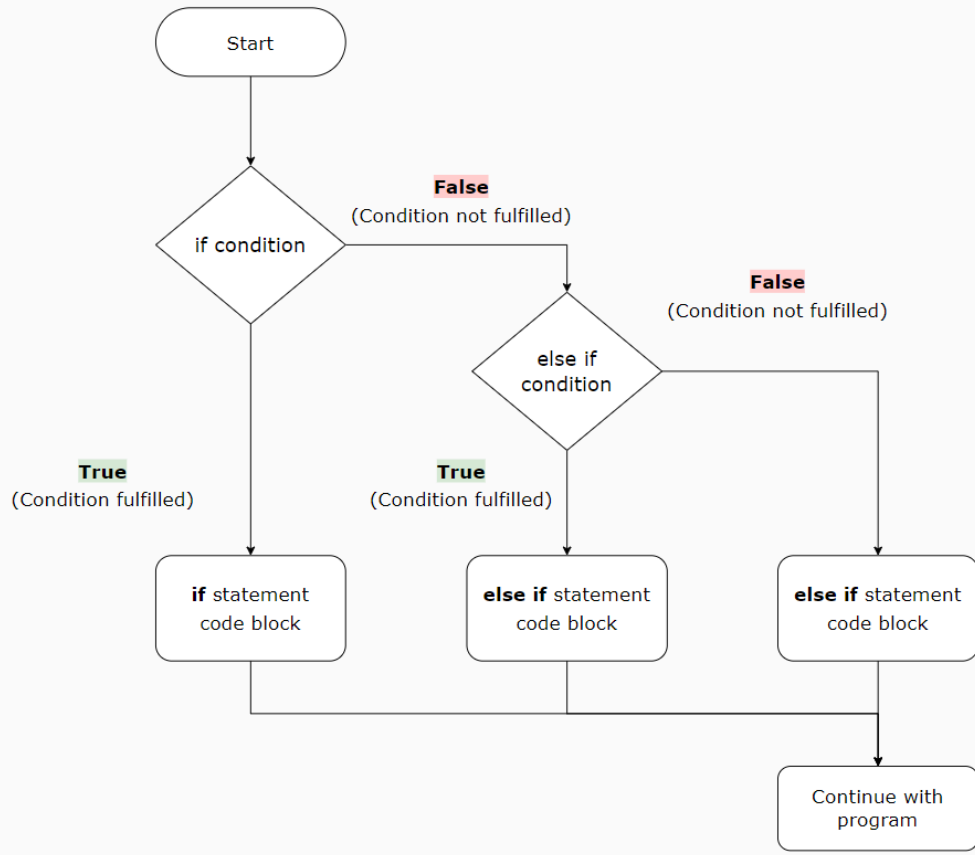 Start
if condition
False
(Condition not fulfilled)
False
(Condition not fulfilled)
else if
condition
True
(Condition fulfilled)
True
(Condition fulfilled)
if statement
code block
else if statement
code block
else if statement
code block
Continue with
program